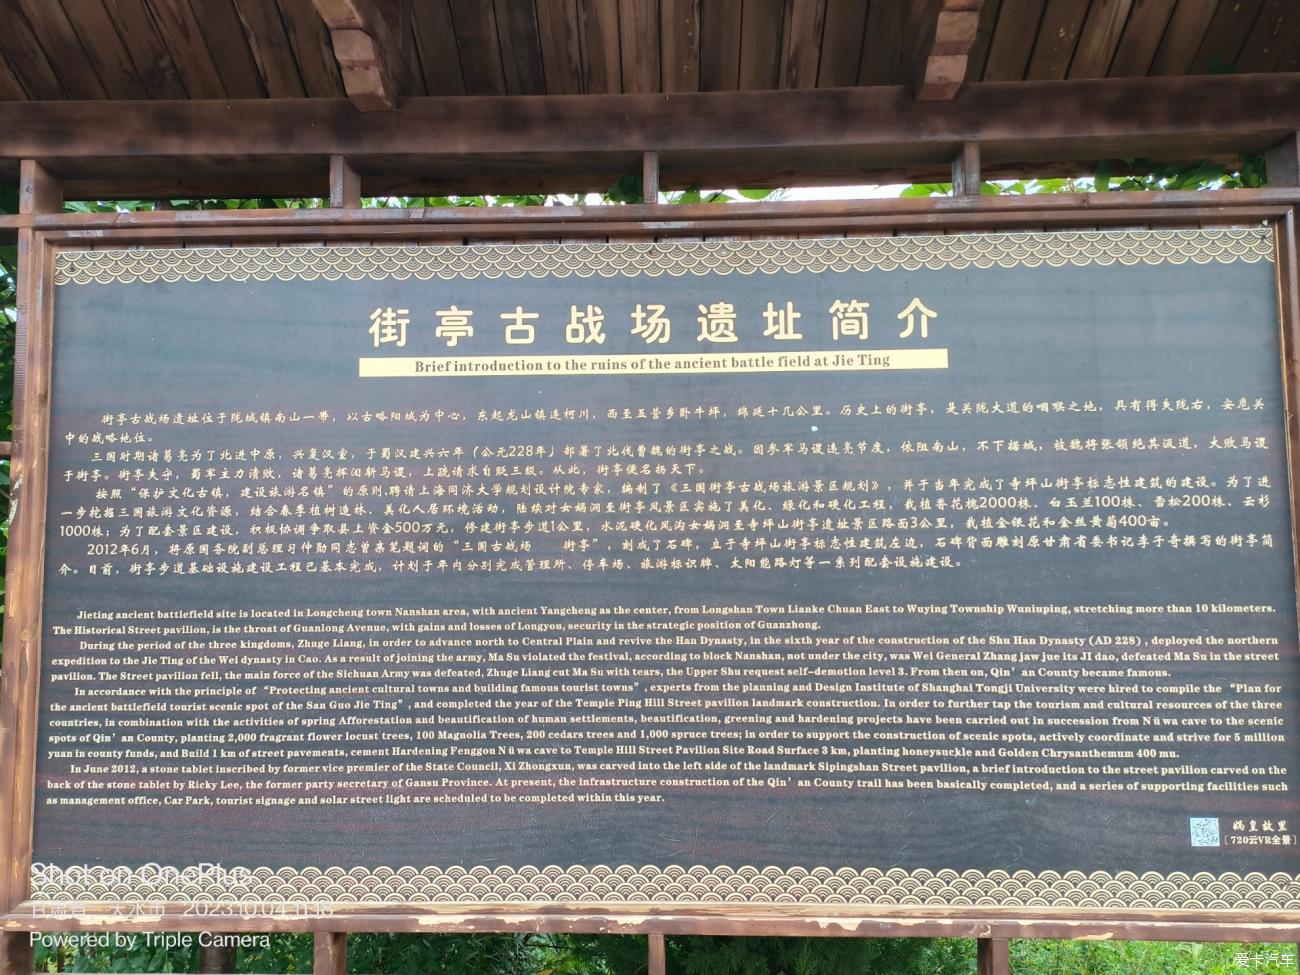 街亭古战场遗址简介
Brief introduction to the ruins of the ancient battle field at Jie Ting
街亭古战场遗址位于陇城镇南山一带，以古略阳城为中心，东起龙山镇连柯川，西至五营乡卧牛坪，绵延十几公里。历史上的街亭，是关陇大道的咽喉之地，具有得失陇右，安危关
中的战略地位。
三国时期诸葛亮为了北进中原，兴复汉室，于蜀汉建兴六年（公元228年）部署了北伐曹魏的街亭之战。因参军马谡违亮节度，依阻南山，不下据城，被魏将张郃绝其汲道，大败马谡
于街亭。街亭失守，蜀军主力溃败，诸葛亮挥泪斩马谡，上疏请求自贬三级。从此，街亭便名扬天下。
按照“保护文化古镇，建设旅游名镇”的原则,聘请上海同济大学规划设计院专家，编制了《三国街亭古战场旅游景区规划》，并于当年完成了寺坪山街亭标志性建筑的建设。为了进
一步挖掘三国旅游文化资源，结合春季植树造林、美化人居环境活动，陆续对女娲洞至街亭风景区实施了美化、绿化和硬化工程，栽植香花槐2000株、白玉兰100株、雪松200株、云杉
1000株；为了配套景区建设，积极协调争取县上资金500万元，修建街亭步道1公里，水泥硬化风沟女娲洞至寺坪山街亭遗址景区路面3公里，栽植金银花和金丝黄菊400亩。
2012年6月，将原国务院副总理习仲勋同志曾亲笔题词的“三国古战场　街亭”，刻成了石碑，立于寺坪山街亭标志性建筑左边，石碑背面雕刻原甘肃省委书记李子奇撰写的街亭简
介。目前，街亭步道基础设施建设工程已基本完成，计划于年内分别完成管理所、停车场、旅游标识牌、太阳能路灯等一系列配套设施建设。
Jieting ancient battlefield site is located in Longcheng town Nanshan area, with ancient Yangcheng as the center, from Longshan Town Lianke Chuan East to Wuying Township Wuniuping, stretching more than 10 kilometers.
The Historical Street pavilion, is the throat of Guanlong Avenue, with gains and losses of Longyou, security in the strategic position of Guanzhong.
During the period of the three kingdoms, Zhuge Liang, in order to advance north to Central Plain and revive the Han Dynasty, in the sixth year of the construction of the Shu Han Dynasty (AD 228) , deployed the northern
expedition to the Jie Ting of the Wei dynasty in Cao. As a result of joining the army, Ma Su violated the festival, according to block Nanshan, not under the city, was Wei General Zhang jaw jue its JI dao, defeated Ma Su in the street
pavilion. The Street pavilion fell, the main force of the Sichuan Army was defeated, Zhuge Liang cut Ma Su with tears, the Upper Shu request self-demotion level 3. From then on, Qin’an County became famous.
In accordance with the principle of “Protecting ancient cultural towns and building famous tourist towns”, experts from the planning and Design Institute of Shanghai Tongji University were hired to compile the “Plan for
the ancient battlefield tourist scenic spot of the San Guo Jie Ting”, and completed the year of the Temple Ping Hill Street pavilion landmark construction. In order to further tap the tourism and cultural resources of the three
countries, in combination with the activities of spring Afforestation and beautification of human settlements, beautification, greening and hardening projects have been carried out in succession from Nüwa cave to the scenic
spots of Qin’an County, planting 2,000 fragrant flower locust trees, 100 Magnolia Trees, 200 cedars trees and 1,000 spruce trees; in order to support the construction of scenic spots, actively coordinate and strive for 5 million
yuan in county funds, and Build 1 km of street pavements, cement Hardening Fenggou Nüwa cave to Temple Hill Street Pavilion Site Road Surface 3 km, planting honeysuckle and Golden Chrysanthemum 400 mu.
In June 2012, a stone tablet inscribed by former vice premier of the State Council, Xi Zhongxun, was carved into the left side of the landmark Sipingshan Street pavilion, a brief introduction to the street pavilion carved on the
back of the stone tablet by Ricky Lee, the former party secretary of Gansu Province. At present, the infrastructure construction of the Qin’an County trail has been basically completed, and a series of supporting facilities such
as management office, Car Park, tourist signage and solar street light are scheduled to be completed within this year.
娲皇故里
[720云VR全景]
Shot on OnePlus
甘肃省 天水市 2023.10.04 11:18
Powered by Triple Camera
爱卡汽车